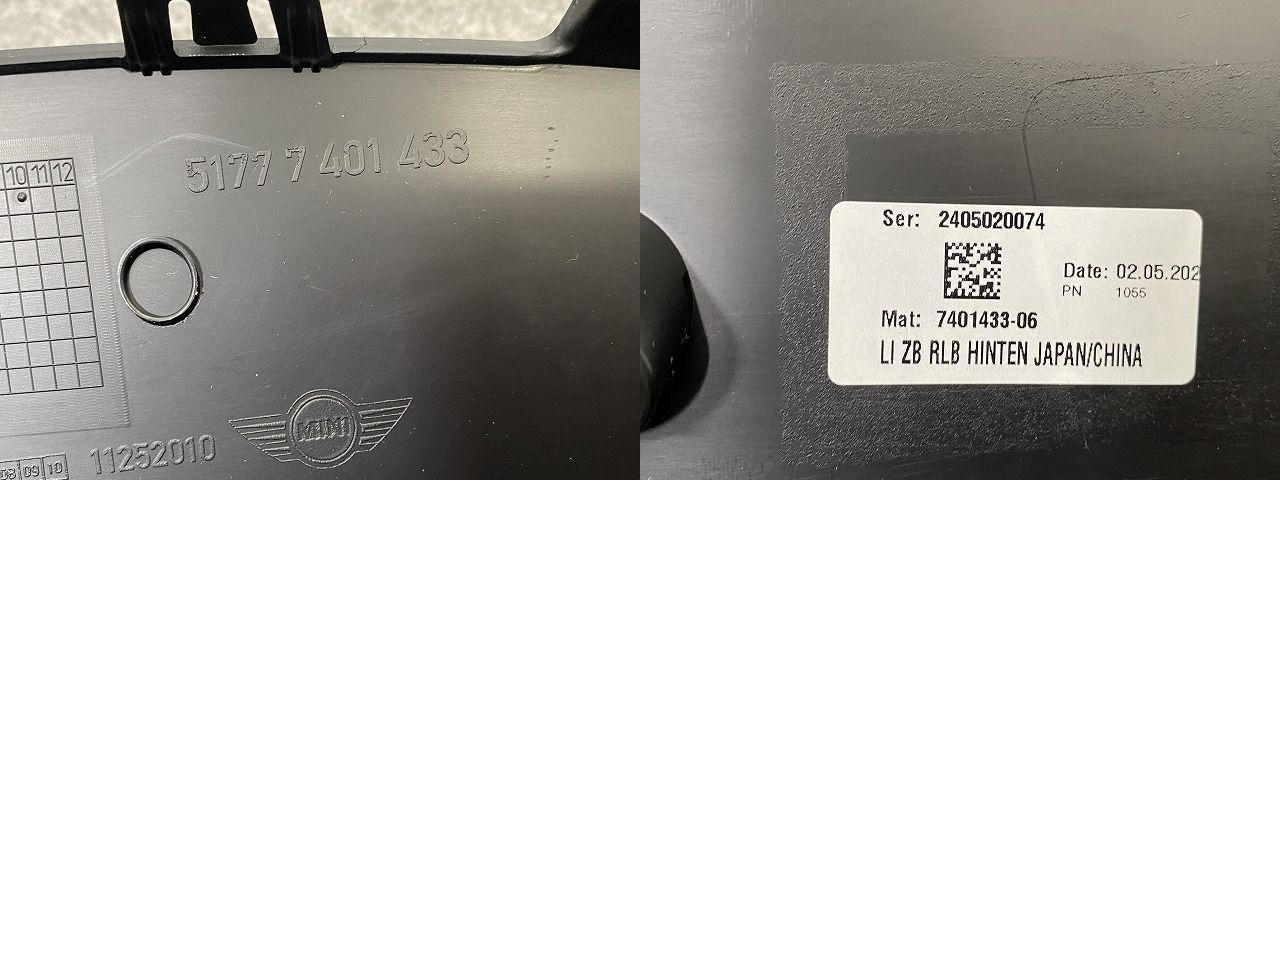 5177 7 401 433
10 11 12
MINI
08 09 10
11252010
Ser: 2405020074
Date: 02.05.202
PN 1055
Mat: 7401433-06
LI ZB RLB HINTEN JAPAN/CHINA